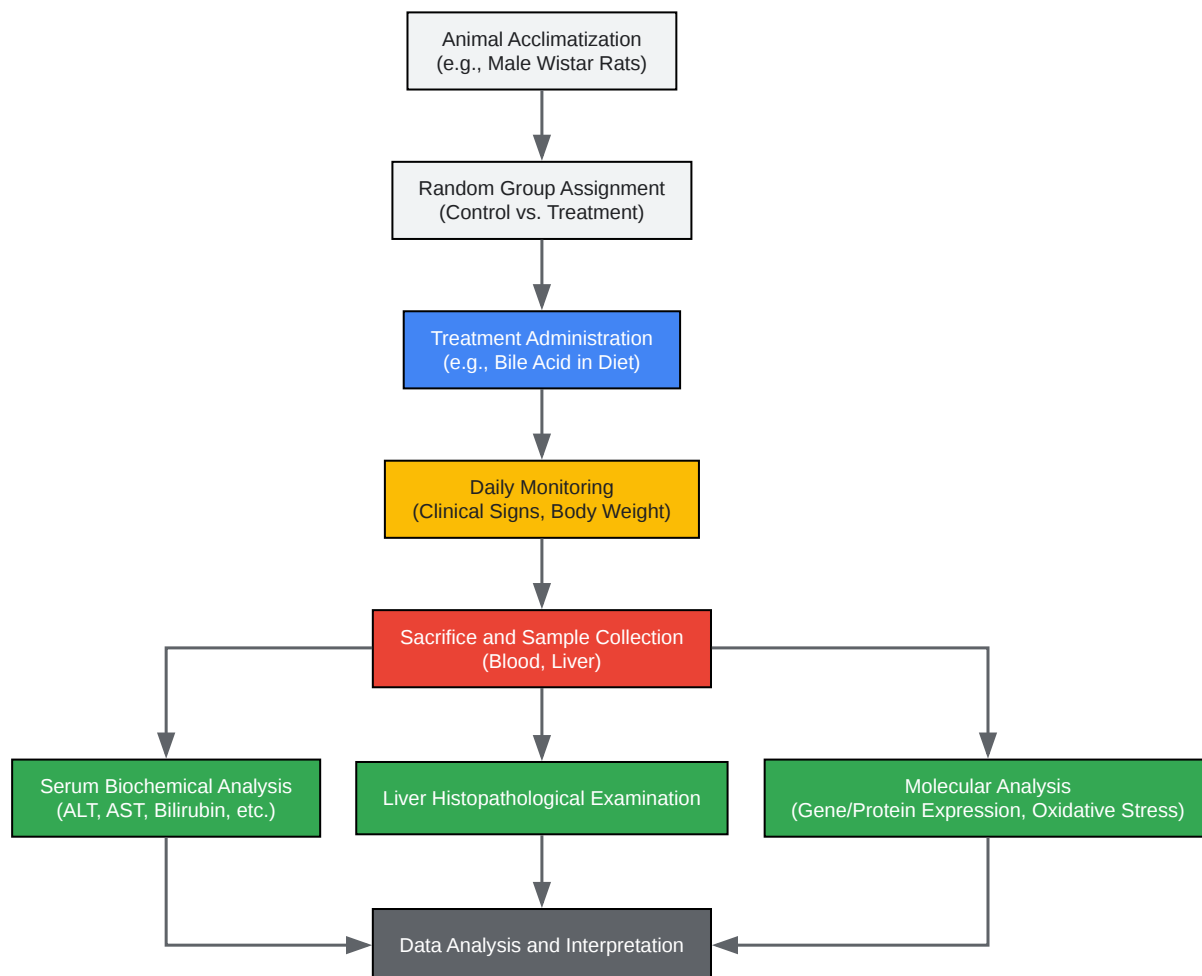 Animal Acclimatization
(e.g., Male Wistar Rats)
Random Group Assignment
(Control vs. Treatment)
Treatment Administration
(e.g., Bile Acid in Diet)
Daily Monitoring
(Clinical Signs, Body Weight)
Sacrifice and Sample Collection
(Blood, Liver)
Serum Biochemical Analysis
(ALT, AST, Bilirubin, etc.)
Liver Histopathological Examination
Molecular Analysis
(Gene/Protein Expression, Oxidative Stress)
Data Analysis and Interpretation